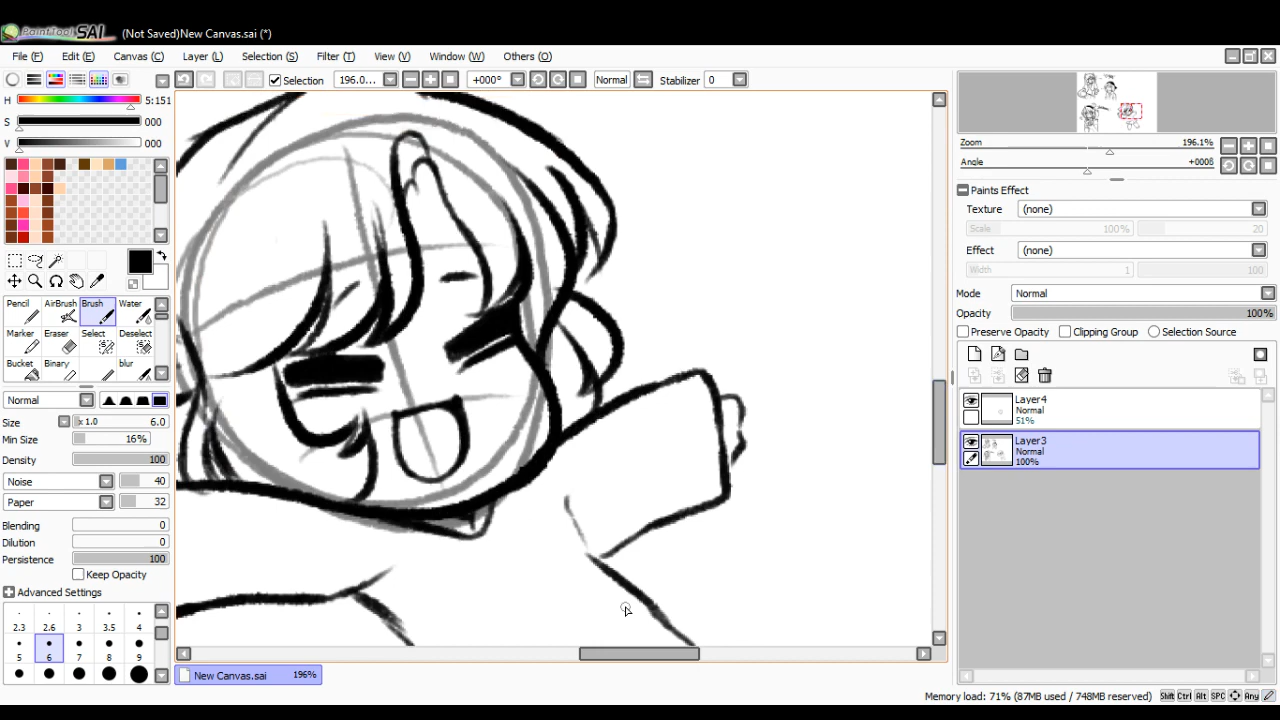 PaintTool SAI (Not Saved)New Canvas.sai (*)
File (F) Edit (E) Canvas (C) Layer (L) Selection (S) Filter (T) View (V) Window (W) Others (O)
Selection 196.0... +000° Normal Stabilizer 0
H 5:151
S 000
V 000
Pencil AirBrush Brush Water
Marker Eraser Select Deselect
Bucket Binary blur
Normal
Size x 1.0 6.0
Min Size 16%
Density 100
Noise 40
Paper 32
Blending 0
Dilution 0
Persistence 100
Keep Opacity
Advanced Settings
2.3 2.6 3 3.5 4
5 6 7 8 9
New Canvas.sai 196%
Zoom 196.1%
Angle +000ß
Paints Effect
Texture (none)
Scale 100% 20
Effect (none)
Width 1 100
Mode Normal
Opacity 100%
Preserve Opacity Clipping Group Selection Source
Layer4
Normal
51%
Layer3
Normal
100%
Memory load: 71% (87MB used / 748MB reserved) Shift Ctrl Alt SPC Any